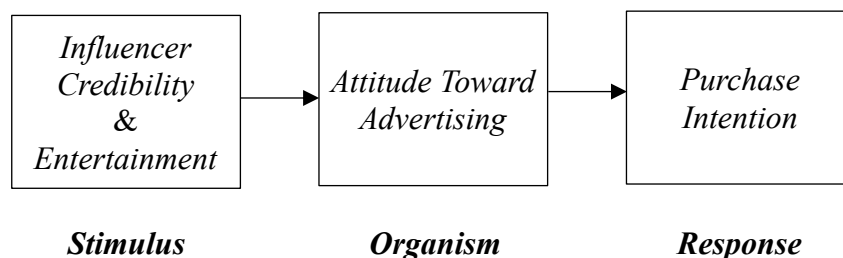 Influencer
Credibility
&
Entertainment
Attitude Toward
Advertising
Purchase
Intention
Stimulus
Organism
Response